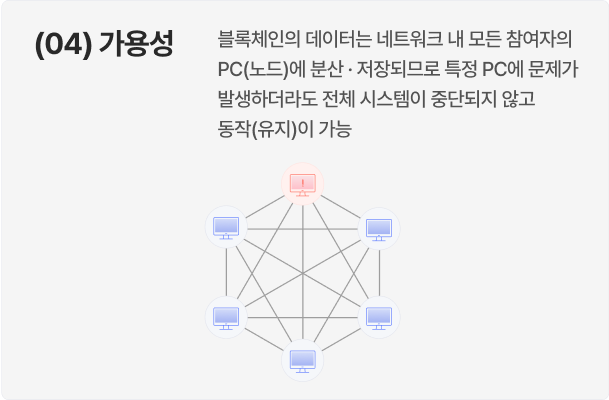 (04) 가용성
블록체인의 데이터는 네트워크 내 모든 참여자의
PC(노드)에 분산 · 저장되므로 특정 PC에 문제가
발생하더라도 전체 시스템이 중단되지 않고
동작(유지)이 가능